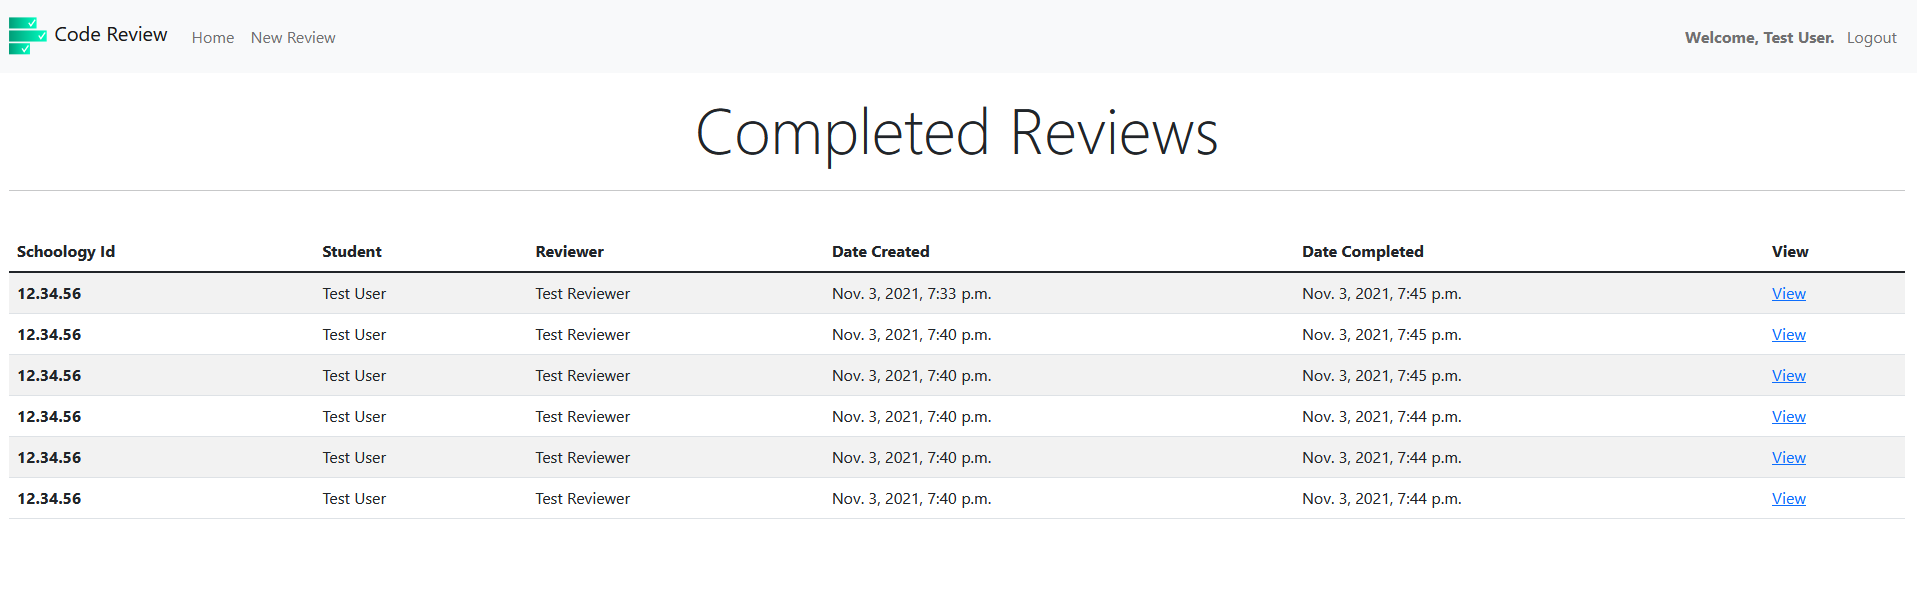 Code Review Home New Review Welcome, Test User. Logout
Completed Reviews
Schoology Id Student Reviewer Date Created Date Completed View
12.34.56 Test User Test Reviewer Nov. 3, 2021, 7:33 p.m. Nov. 3, 2021, 7:45 p.m. View
12.34.56 Test User Test Reviewer Nov. 3, 2021, 7:40 p.m. Nov. 3, 2021, 7:45 p.m. View
12.34.56 Test User Test Reviewer Nov. 3, 2021, 7:40 p.m. Nov. 3, 2021, 7:45 p.m. View
12.34.56 Test User Test Reviewer Nov. 3, 2021, 7:40 p.m. Nov. 3, 2021, 7:44 p.m. View
12.34.56 Test User Test Reviewer Nov. 3, 2021, 7:40 p.m. Nov. 3, 2021, 7:44 p.m. View
12.34.56 Test User Test Reviewer Nov. 3, 2021, 7:40 p.m. Nov. 3, 2021, 7:44 p.m. View